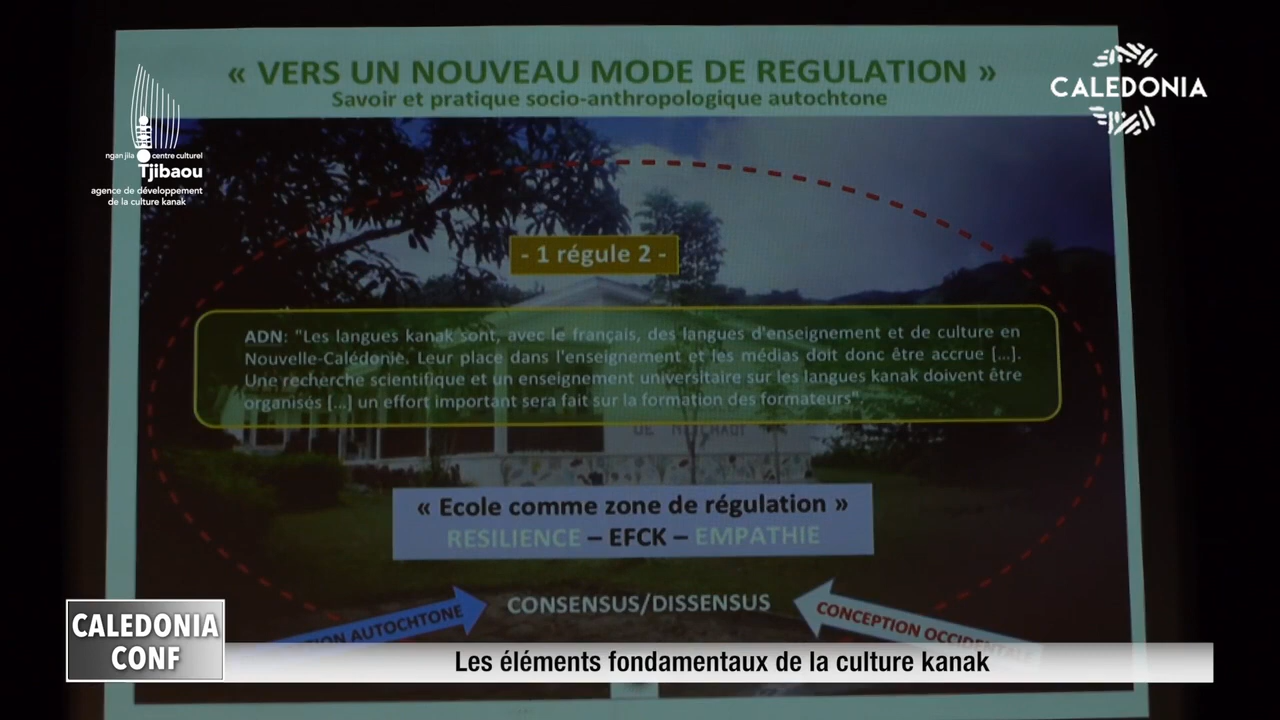 « VERS UN NOUVEAU MODE DE REGULATION »
Savoir et pratique socio-anthropologique autochtone
CALEDONIA
ngan jila centre culturel
Tjibaou
agence de développement
de la culture kanak
- 1 régule 2 -
ADN: "Les langues kanak sont, avec le français, des langues d'enseignement et de culture en
Nouvelle-Calédonie. Leur place dans l'enseignement et les médias doit donc être accrue [...].
Une recherche scientifique et un enseignement universitaire sur les langues kanak doivent être
organisés [...] un effort important sera fait sur la formation des formateurs"
DE
« Ecole comme zone de régulation »
RESILIENCE – EFCK – EMPATHIE
AUTOCHTONE
CONSENSUS/DISSENSUS
CONCEPTION OCCIDENTALE
CALEDONIA
CONF
Les éléments fondamentaux de la culture kanak